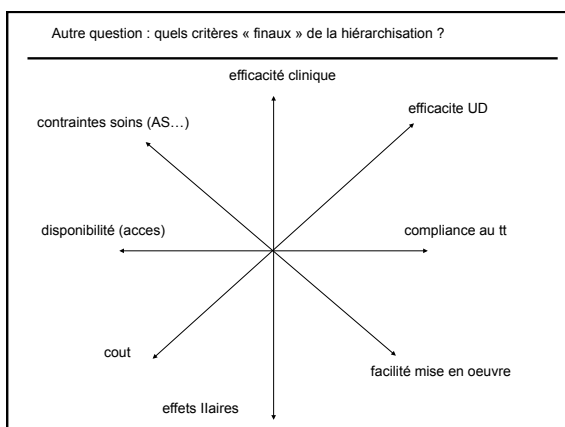 Autre question : quels critères « finaux » de la hiérarchisation ?
efficacité clinique
efficacite UD
contraintes soins (AS…)
disponibilité (acces)
compliance au tt
cout
facilité mise en oeuvre
effets IIaires